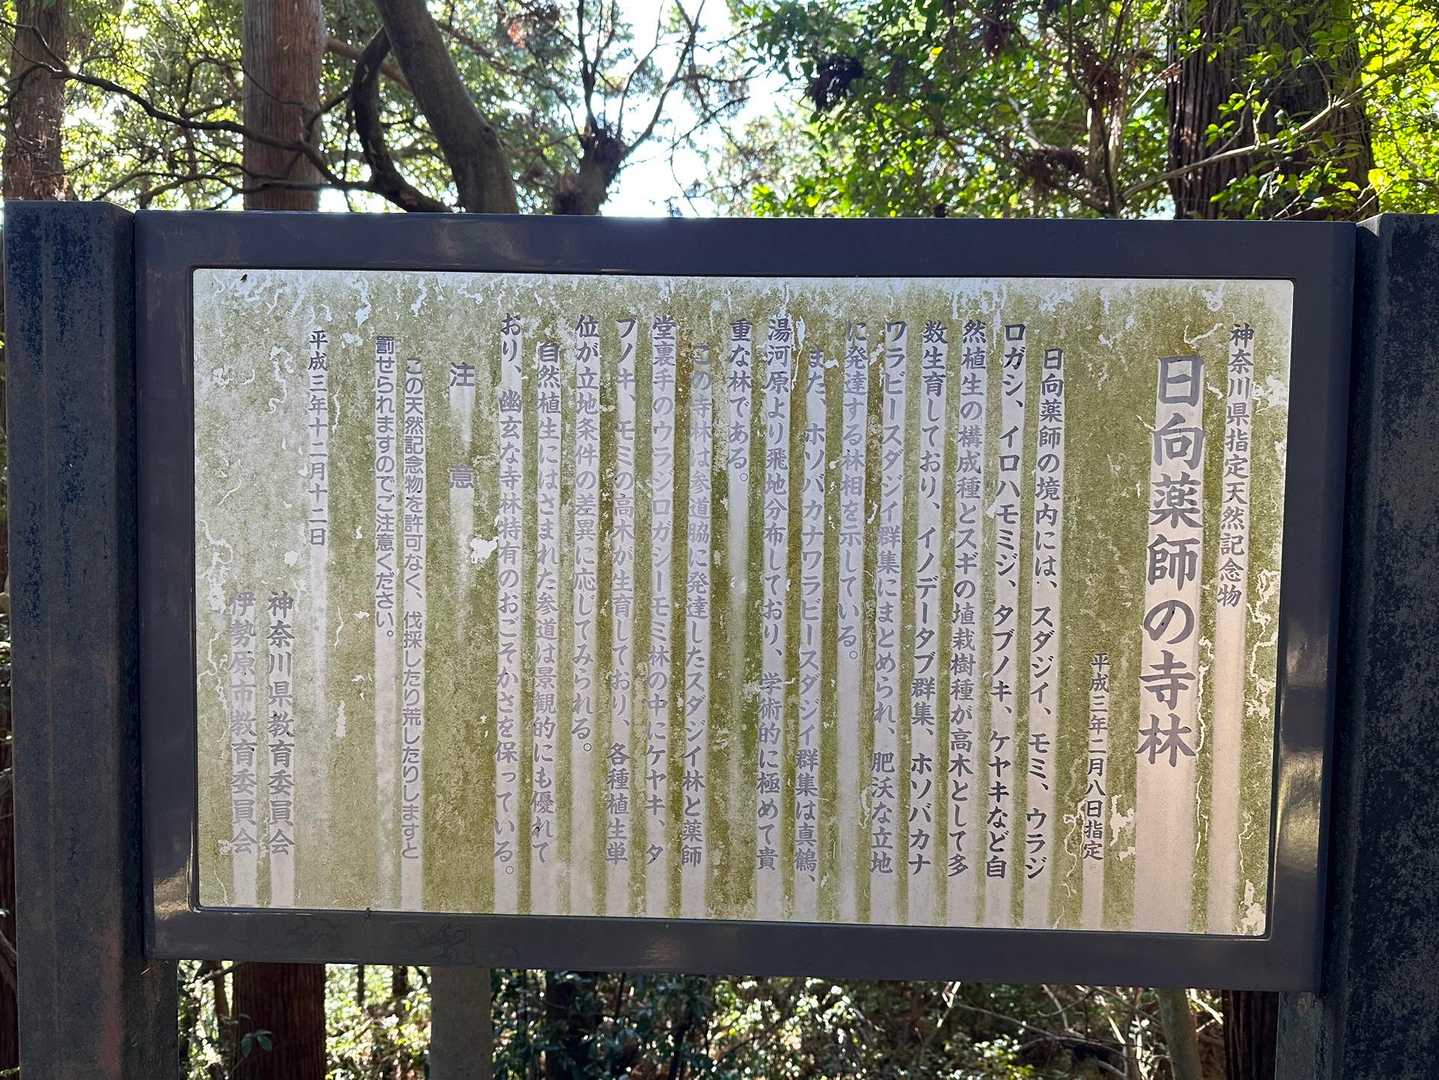 神奈川県指定天然記念物
日向薬師の寺林
平成三年二月八日指定
日向薬師の境内には、スダジイ、モミ、ウラジ
ロガシ、イロハモミジ、タブノキ、ケヤキなど自
然植生の構成種とスギの埴栽樹種が高木として多
数生育しており、イノデータブ群集、ホソバカナ
ワラビースダジイ群集にまとめられ、肥沃な立地
に発達する林相を示している。
また、ホソバカナワラビースダジイ群集は真鶴、
湯河原より飛地分布しており、学術的に極めて貴
重な林である。
この寺林は参道脇に発達したスダジイ林と薬師
堂裏手のウラジロガシーモミ林の中にケヤキ、タ
ブノキ、モミの高木が生育しており、各種植生単
位が立地条件の差異に応じてみられる。
自然植生にはさまれた参道は景観的にも優れて
おり、幽玄な寺林特有のおごそかさを保っている。
注意
この天然記念物を許可なく、伐採したり荒したりしますと
罰せられますのでご注意ください。
平成三年十二月十二日
神奈川県教育委員会
伊勢原市教育委員会